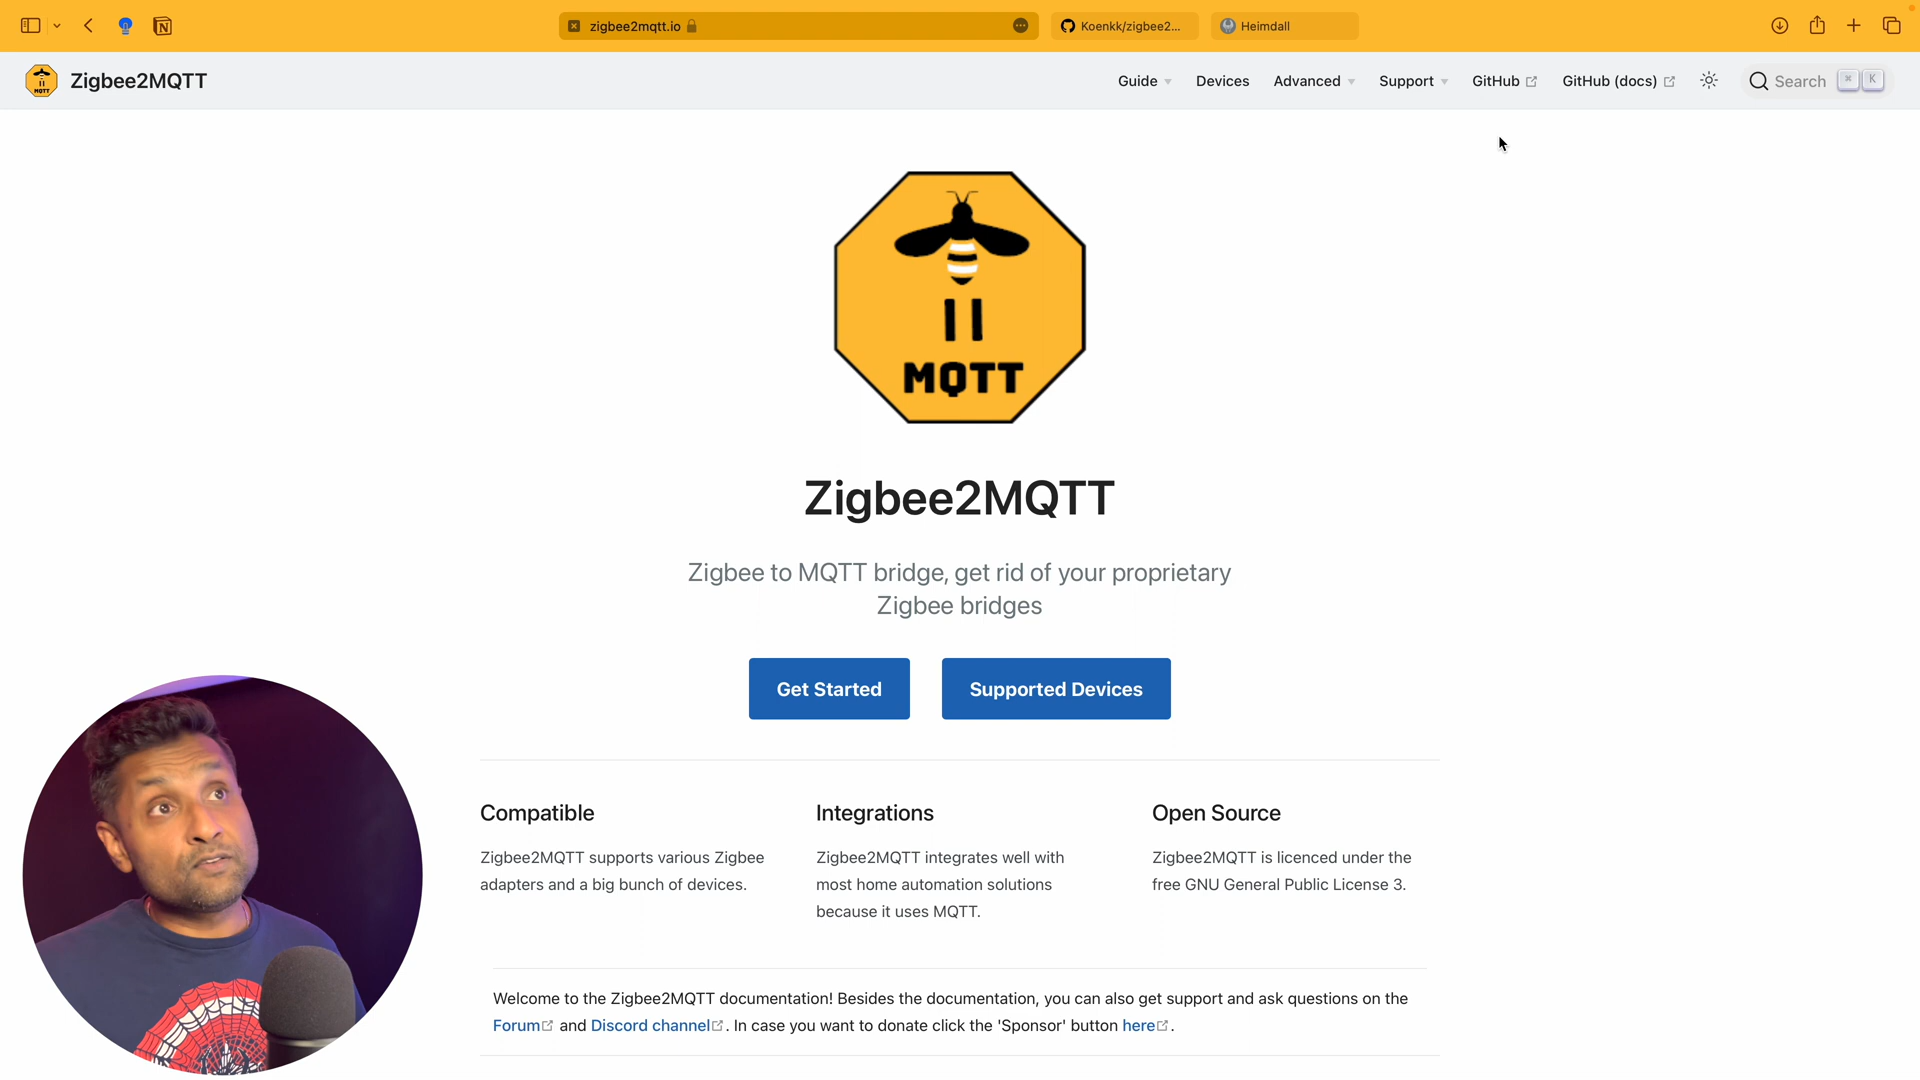 zigbee2mqtt.io
Koenkk/zigbee2...
Heimdall
MQTT
Zigbee2MQTT
Guide
Devices
Advanced
Support
GitHub
GitHub (docs)
Search
K
MQTT
Zigbee2MQTT
Zigbee to MQTT bridge, get rid of your proprietary
Zigbee bridges
Get Started
Supported Devices
Compatible
Zigbee2MQTT supports various Zigbee
adapters and a big bunch of devices.
Integrations
Zigbee2MQTT integrates well with
most home automation solutions
because it uses MQTT.
Open Source
Zigbee2MQTT is licenced under the
free GNU General Public License 3.
Welcome to the Zigbee2MQTT documentation! Besides the documentation, you can also get support and ask questions on the
Forum and Discord channel. In case you want to donate click the 'Sponsor' button here.